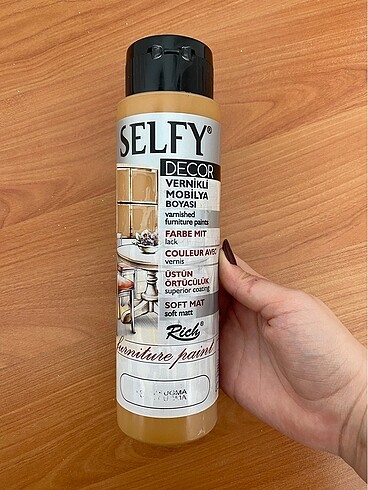 SELFY®
DECOR
VERNİKLİ
MOBİLYA
BOYASI
varnished
furniture paints
FARBE MIT
lack
COULEUR AVEC
vernis
ÜSTÜN
ÖRTÜCÜLÜK
superior coating
SOFT MAT
soft matt
Rich®
furniture paint